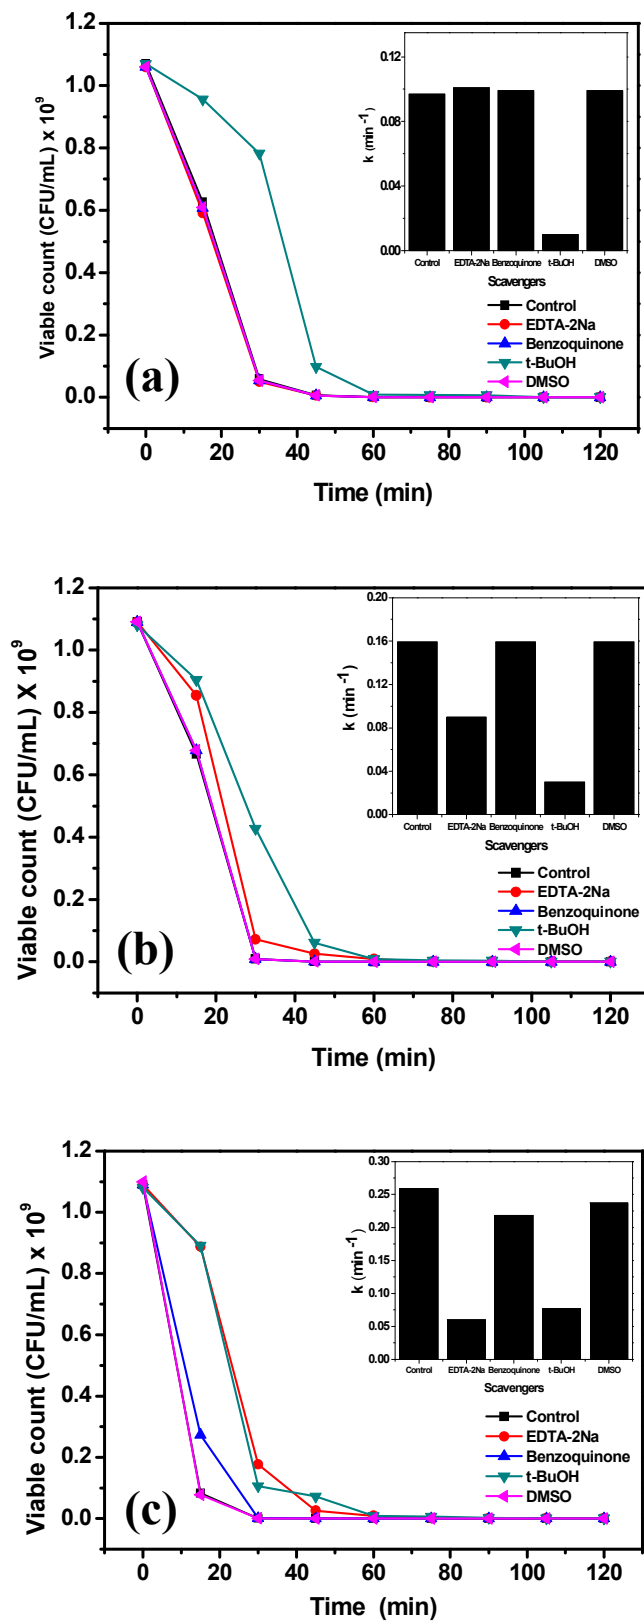 Viable count (CFU/mL) x 10⁹
1.2
1.0
0.8
0.6
0.4
0.2
0.0
0 20 40 60 80 100 120
Time (min)
(a)
k (min -1)
0.12
0.08
0.04
0.00
Control EDTA-2Na Benzoquinone t-BuOH DMSO
Scavengers
Control
EDTA-2Na
Benzoquinone
t-BuOH
DMSO
Viable count (CFU/mL) X 10⁹
1.2
1.0
0.8
0.6
0.4
0.2
0.0
0 20 40 60 80 100 120
Time (min)
(b)
k (min -1)
0.20
0.16
0.12
0.08
0.04
0.00
Control EDTA-2Na Benzoquinone t-BuOH DMSO
Scavengers
Control
EDTA-2Na
Benzoquinone
t-BuOH
DMSO
Viable count (CFU/mL) x 10⁹
1.2
1.0
0.8
0.6
0.4
0.2
0.0
0 20 40 60 80 100 120
Time (min)
(c)
k (min⁻¹)
0.30
0.25
0.20
0.15
0.10
0.05
0.00
Control EDTA-2Na Benzoquinone t-BuOH DMSO
Scavengers
Control
EDTA-2Na
Benzoquinone
t-BuOH
DMSO